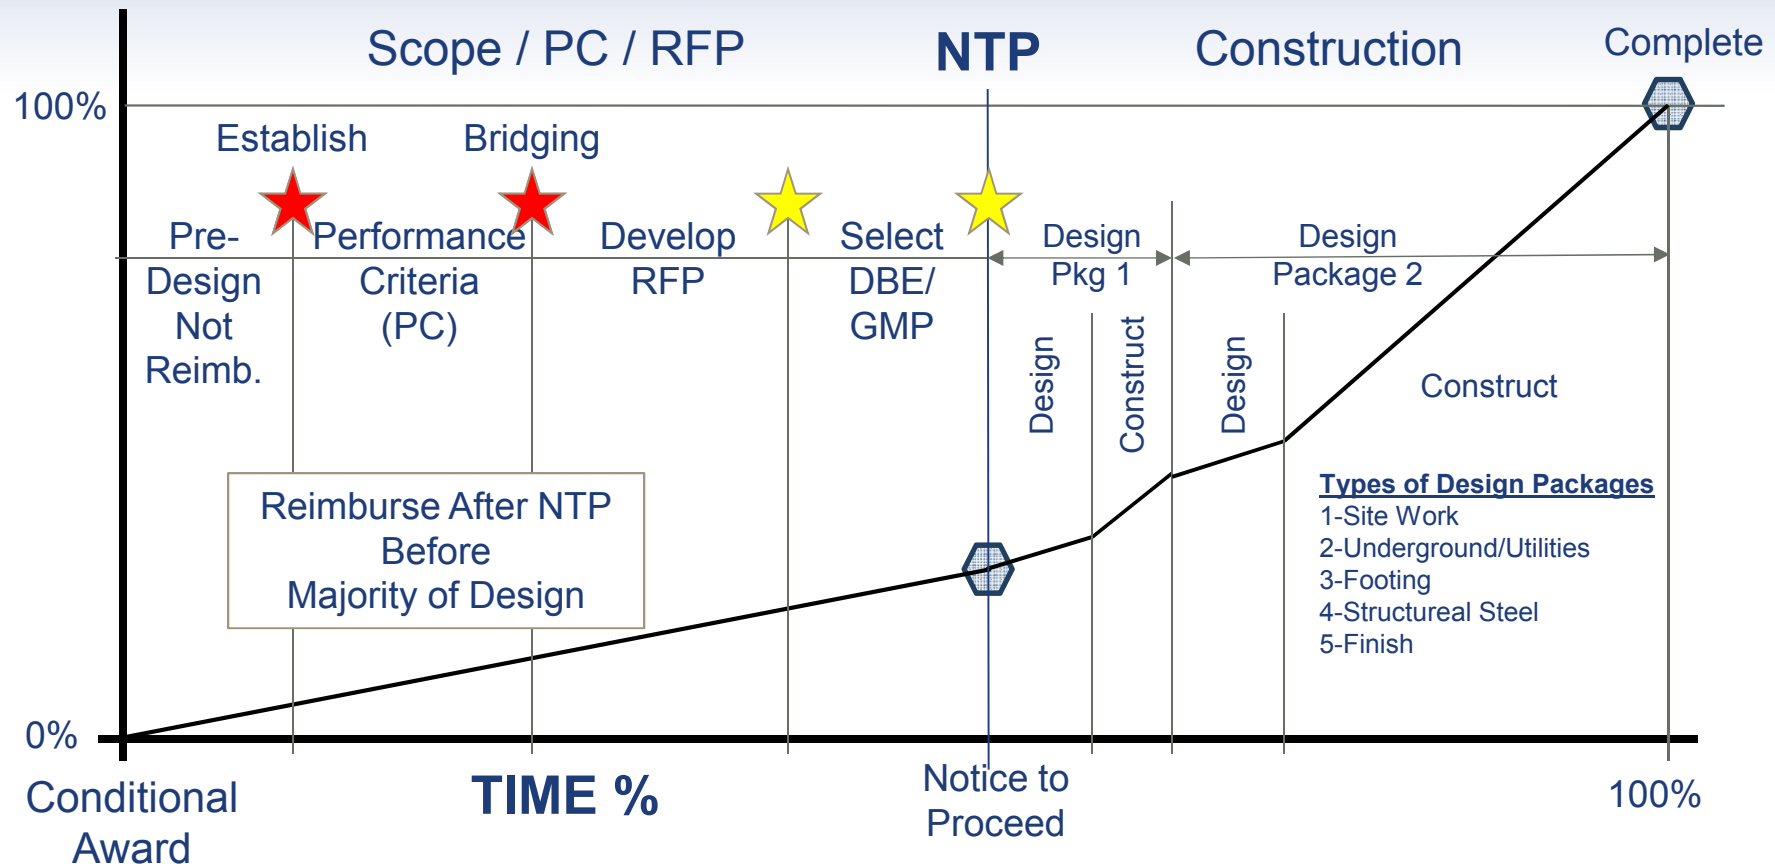 Scope / PC / RFP
NTP
Construction
Complete
100%
Establish
Bridging
Pre-
Design
Not
Reimb.
Performance
Criteria
(PC)
Develop
RFP
Select
DBE/
GMP
Design
Pkg 1
Design
Package 2
Design
Construct
Design
Construct
Reimburse After NTP
Before
Majority of Design
Types of Design Packages
1-Site Work
2-Underground/Utilities
3-Footing
4-Structureal Steel
5-Finish
0%
Conditional
Award
TIME %
Notice to
Proceed
100%